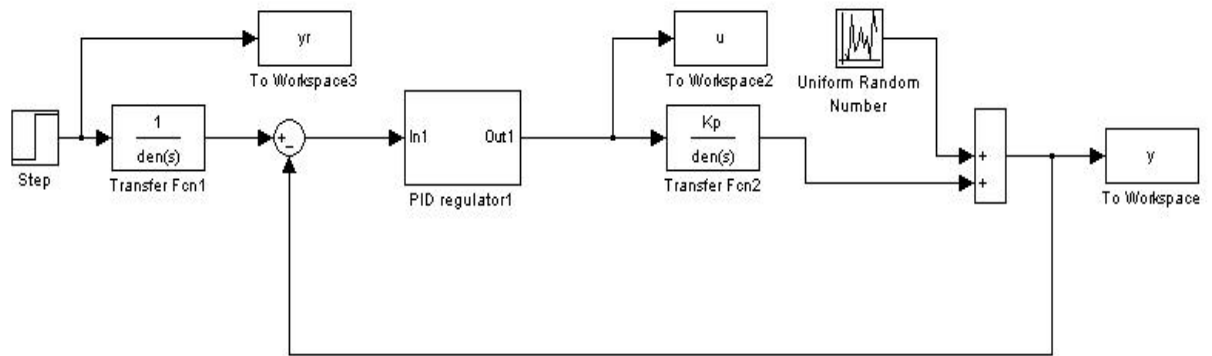 yr
To Workspace3
u
To Workspace2
Uniform Random
Number
Step
1
den(s)
Transfer Fcn1
+
−
In1
Out1
PID regulator1
Kp
den(s)
Transfer Fcn2
+
+
y
To Workspace